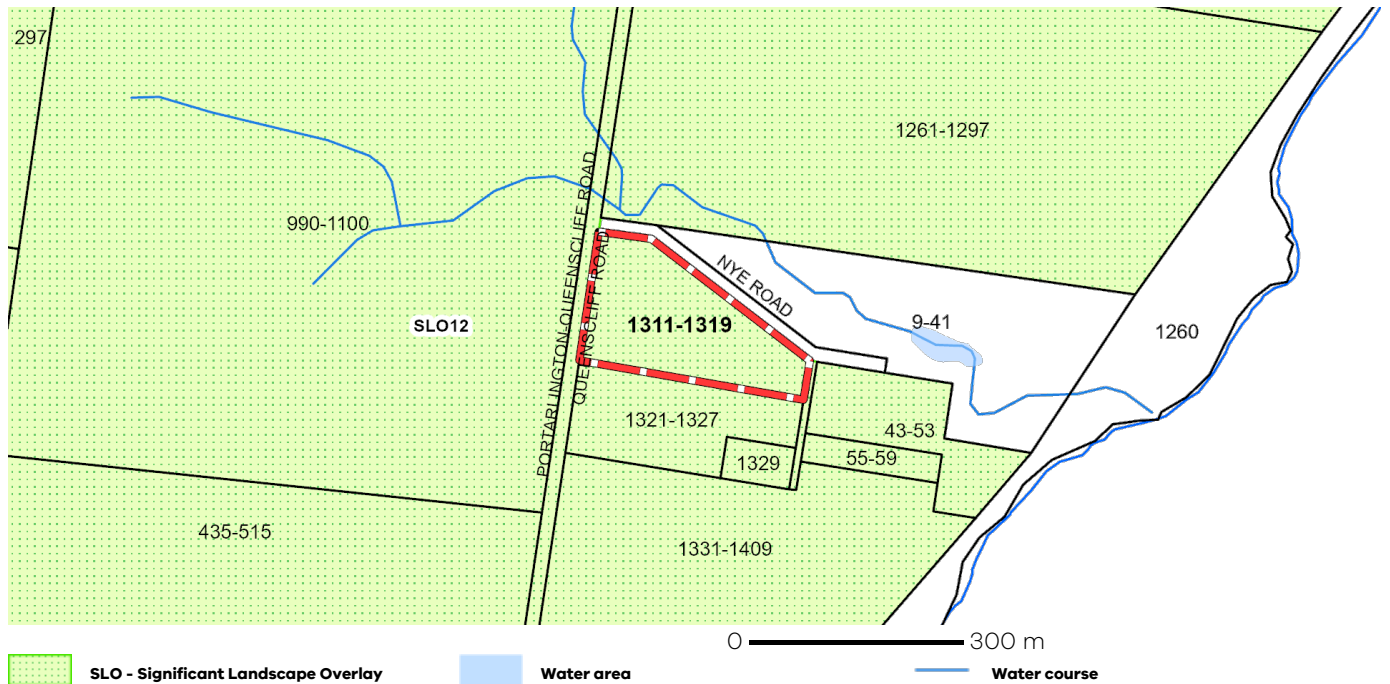 297
1261-1297
990-1100
PORTARLINGTON-QUEENSCLIFF ROAD
QUEENSCLIFF ROAD
NYE ROAD
SLO12
1311-1319
9-41
1260
1321-1327
43-53
1329
55-59
435-515
1331-1409
0 300 m
SLO - Significant Landscape Overlay
Water area
Water course